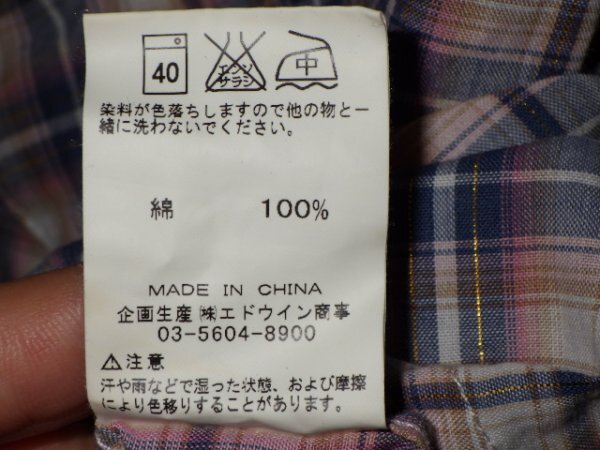 40 エンソ サラシ 中
染料が色落ちしますので他の物と一
緒に洗わないでください。
綿 100%
MADE IN CHINA
企画生産㈱エドウイン商事
03-5604-8900
⚠注意
汗や雨などで湿った状態、および摩擦
により色移りすることがあります。